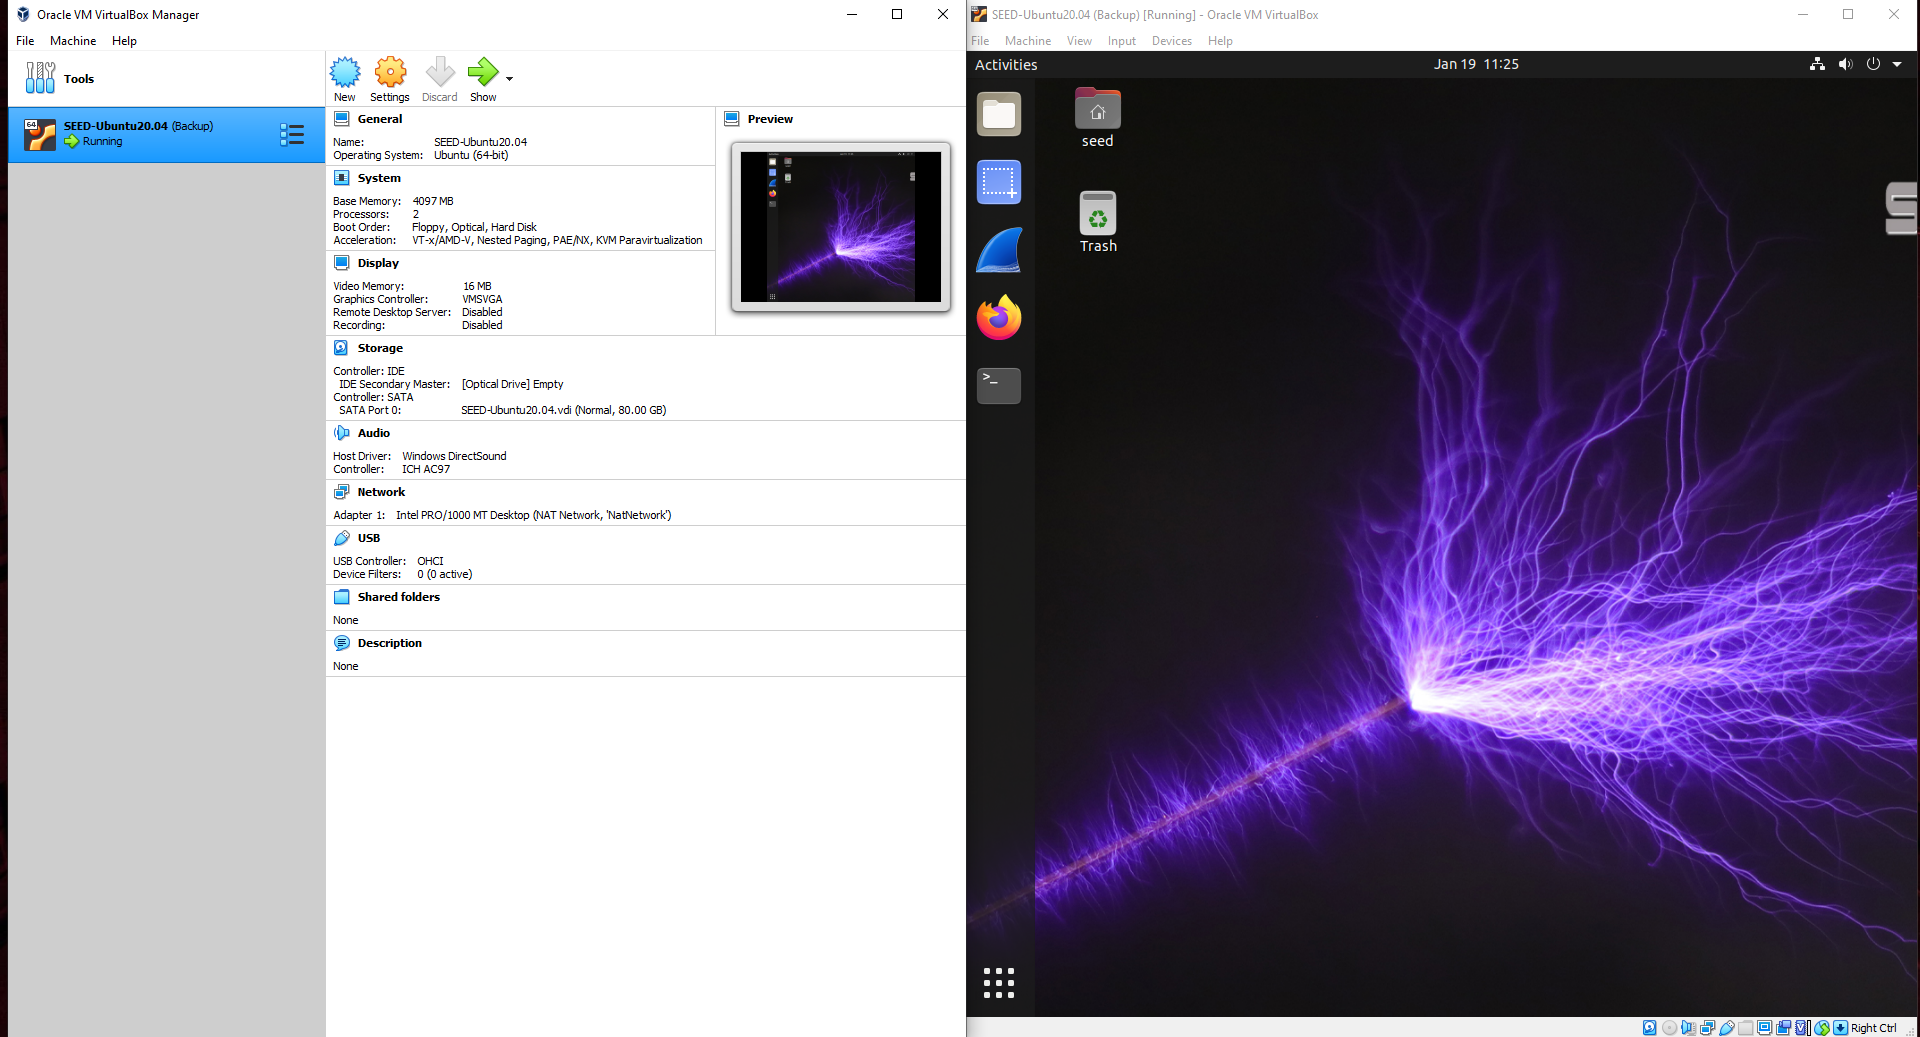 Oracle VM VirtualBox Manager
File Machine Help
Tools
New Settings Discard Show
64
SEED-Ubuntu20.04 (Backup)
Running
General
Name: SEED-Ubuntu20.04
Operating System: Ubuntu (64-bit)
System
Base Memory: 4097 MB
Processors: 2
Boot Order: Floppy, Optical, Hard Disk
Acceleration: VT-x/AMD-V, Nested Paging, PAE/NX, KVM Paravirtualization
Display
Video Memory: 16 MB
Graphics Controller: VMSVGA
Remote Desktop Server: Disabled
Recording: Disabled
Storage
Controller: IDE
IDE Secondary Master: [Optical Drive] Empty
Controller: SATA
SATA Port 0: SEED-Ubuntu20.04.vdi (Normal, 80.00 GB)
Audio
Host Driver: Windows DirectSound
Controller: ICH AC97
Network
Adapter 1: Intel PRO/1000 MT Desktop (NAT Network, 'NatNetwork')
USB
USB Controller: OHCI
Device Filters: 0 (0 active)
Shared folders
None
Description
None
Preview
SEED-Ubuntu20.04 (Backup) [Running] - Oracle VM VirtualBox
File Machine View Input Devices Help
Activities
Jan 19 11:25
seed
Trash
>_
S
Right Ctrl